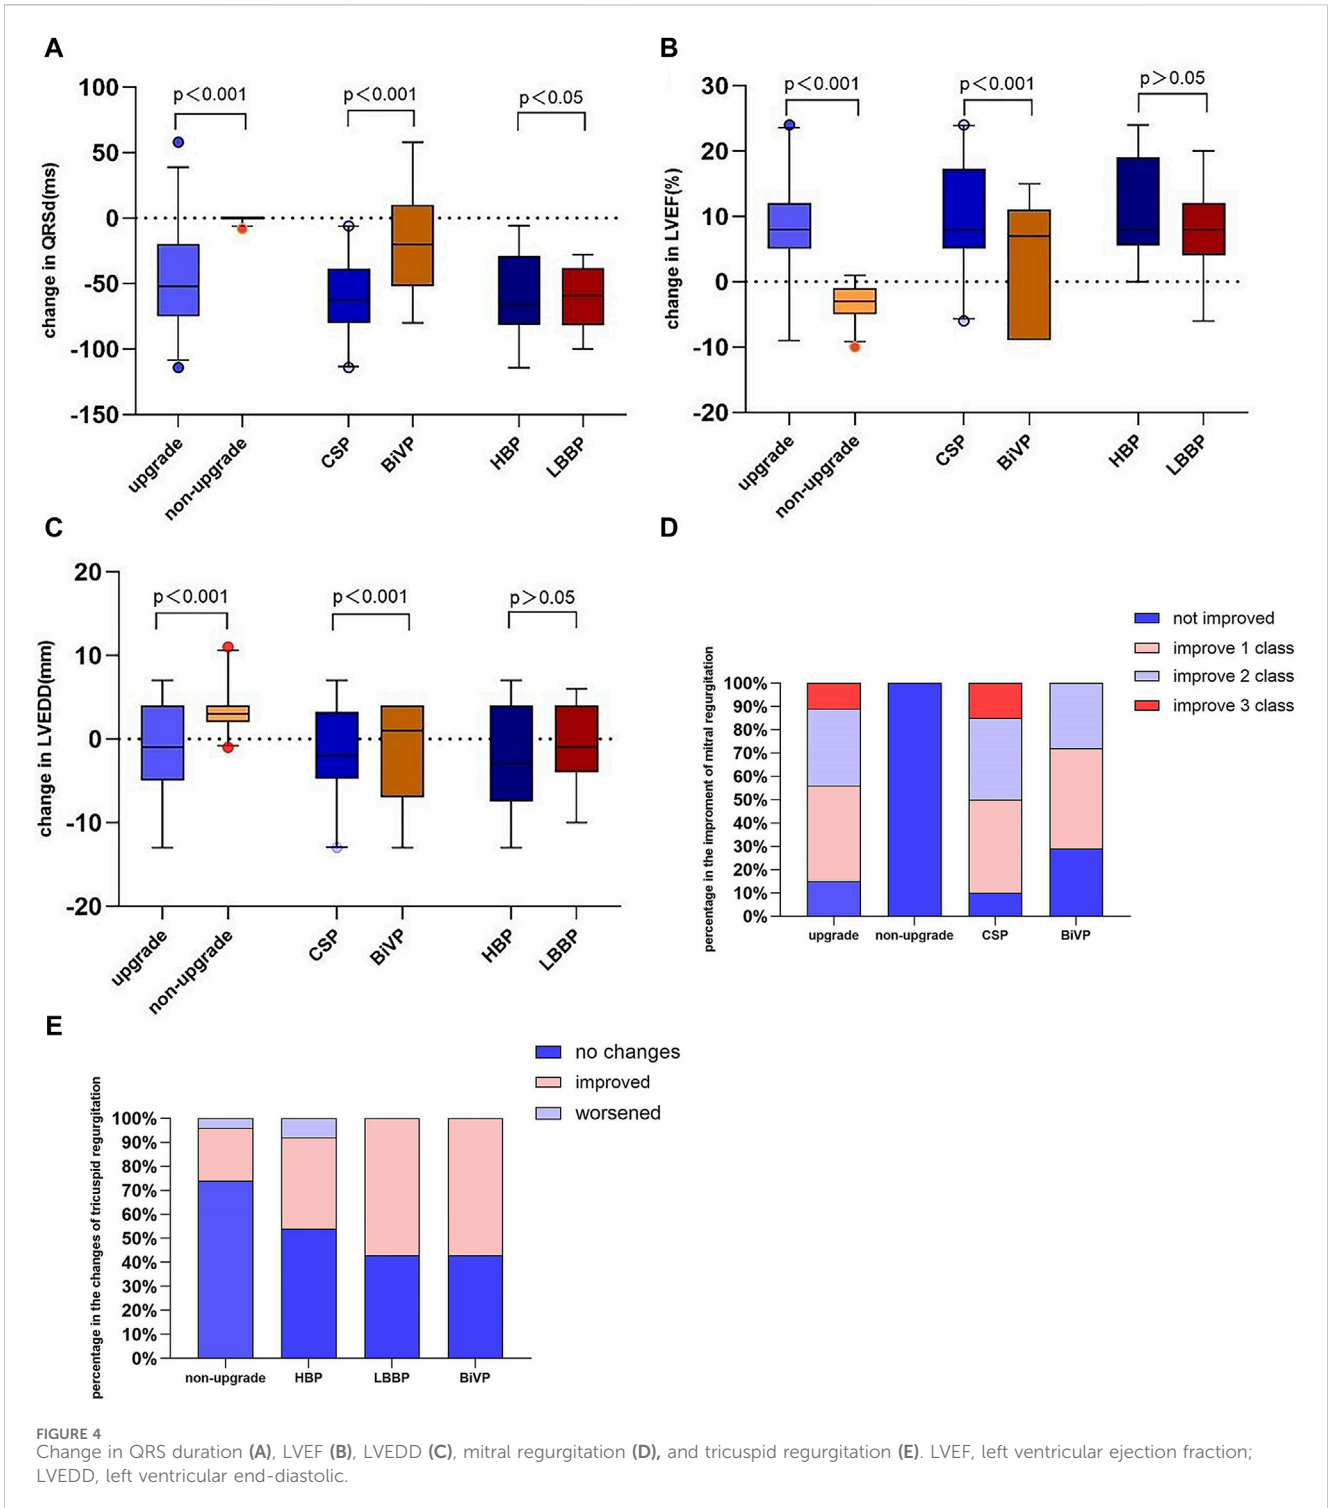 A
B
100
50
0
-50
-100
-150
change in QRSd(ms)
p<0.001
p<0.001
p<0.05
upgrade
non-upgrade
CSP
BiVP
HBP
LBBP
30
20
10
0
-10
-20
change in LVEF(%)
p<0.001
p<0.001
p>0.05
upgrade
non-upgrade
CSP
BiVP
HBP
LBBP
C
D
20
10
0
-10
-20
change in LVEDD(mm)
p<0.001
p<0.001
p>0.05
upgrade
non-upgrade
CSP
BiVP
HBP
LBBP
not improved
improve 1 class
improve 2 class
improve 3 class
percentage in the improment of mitral regurgitation
100%
90%
80%
70%
60%
50%
40%
30%
20%
10%
0%
upgrade
non-upgrade
CSP
BiVP
E
no changes
improved
worsened
percentage in the changes of tricuspid regurgitation
100%
90%
80%
70%
60%
50%
40%
30%
20%
10%
0%
non-upgrade
HBP
LBBP
BiVP
FIGURE 4
Change in QRS duration (A), LVEF (B), LVEDD (C), mitral regurgitation (D), and tricuspid regurgitation (E). LVEF, left ventricular ejection fraction;
LVEDD, left ventricular end-diastolic.